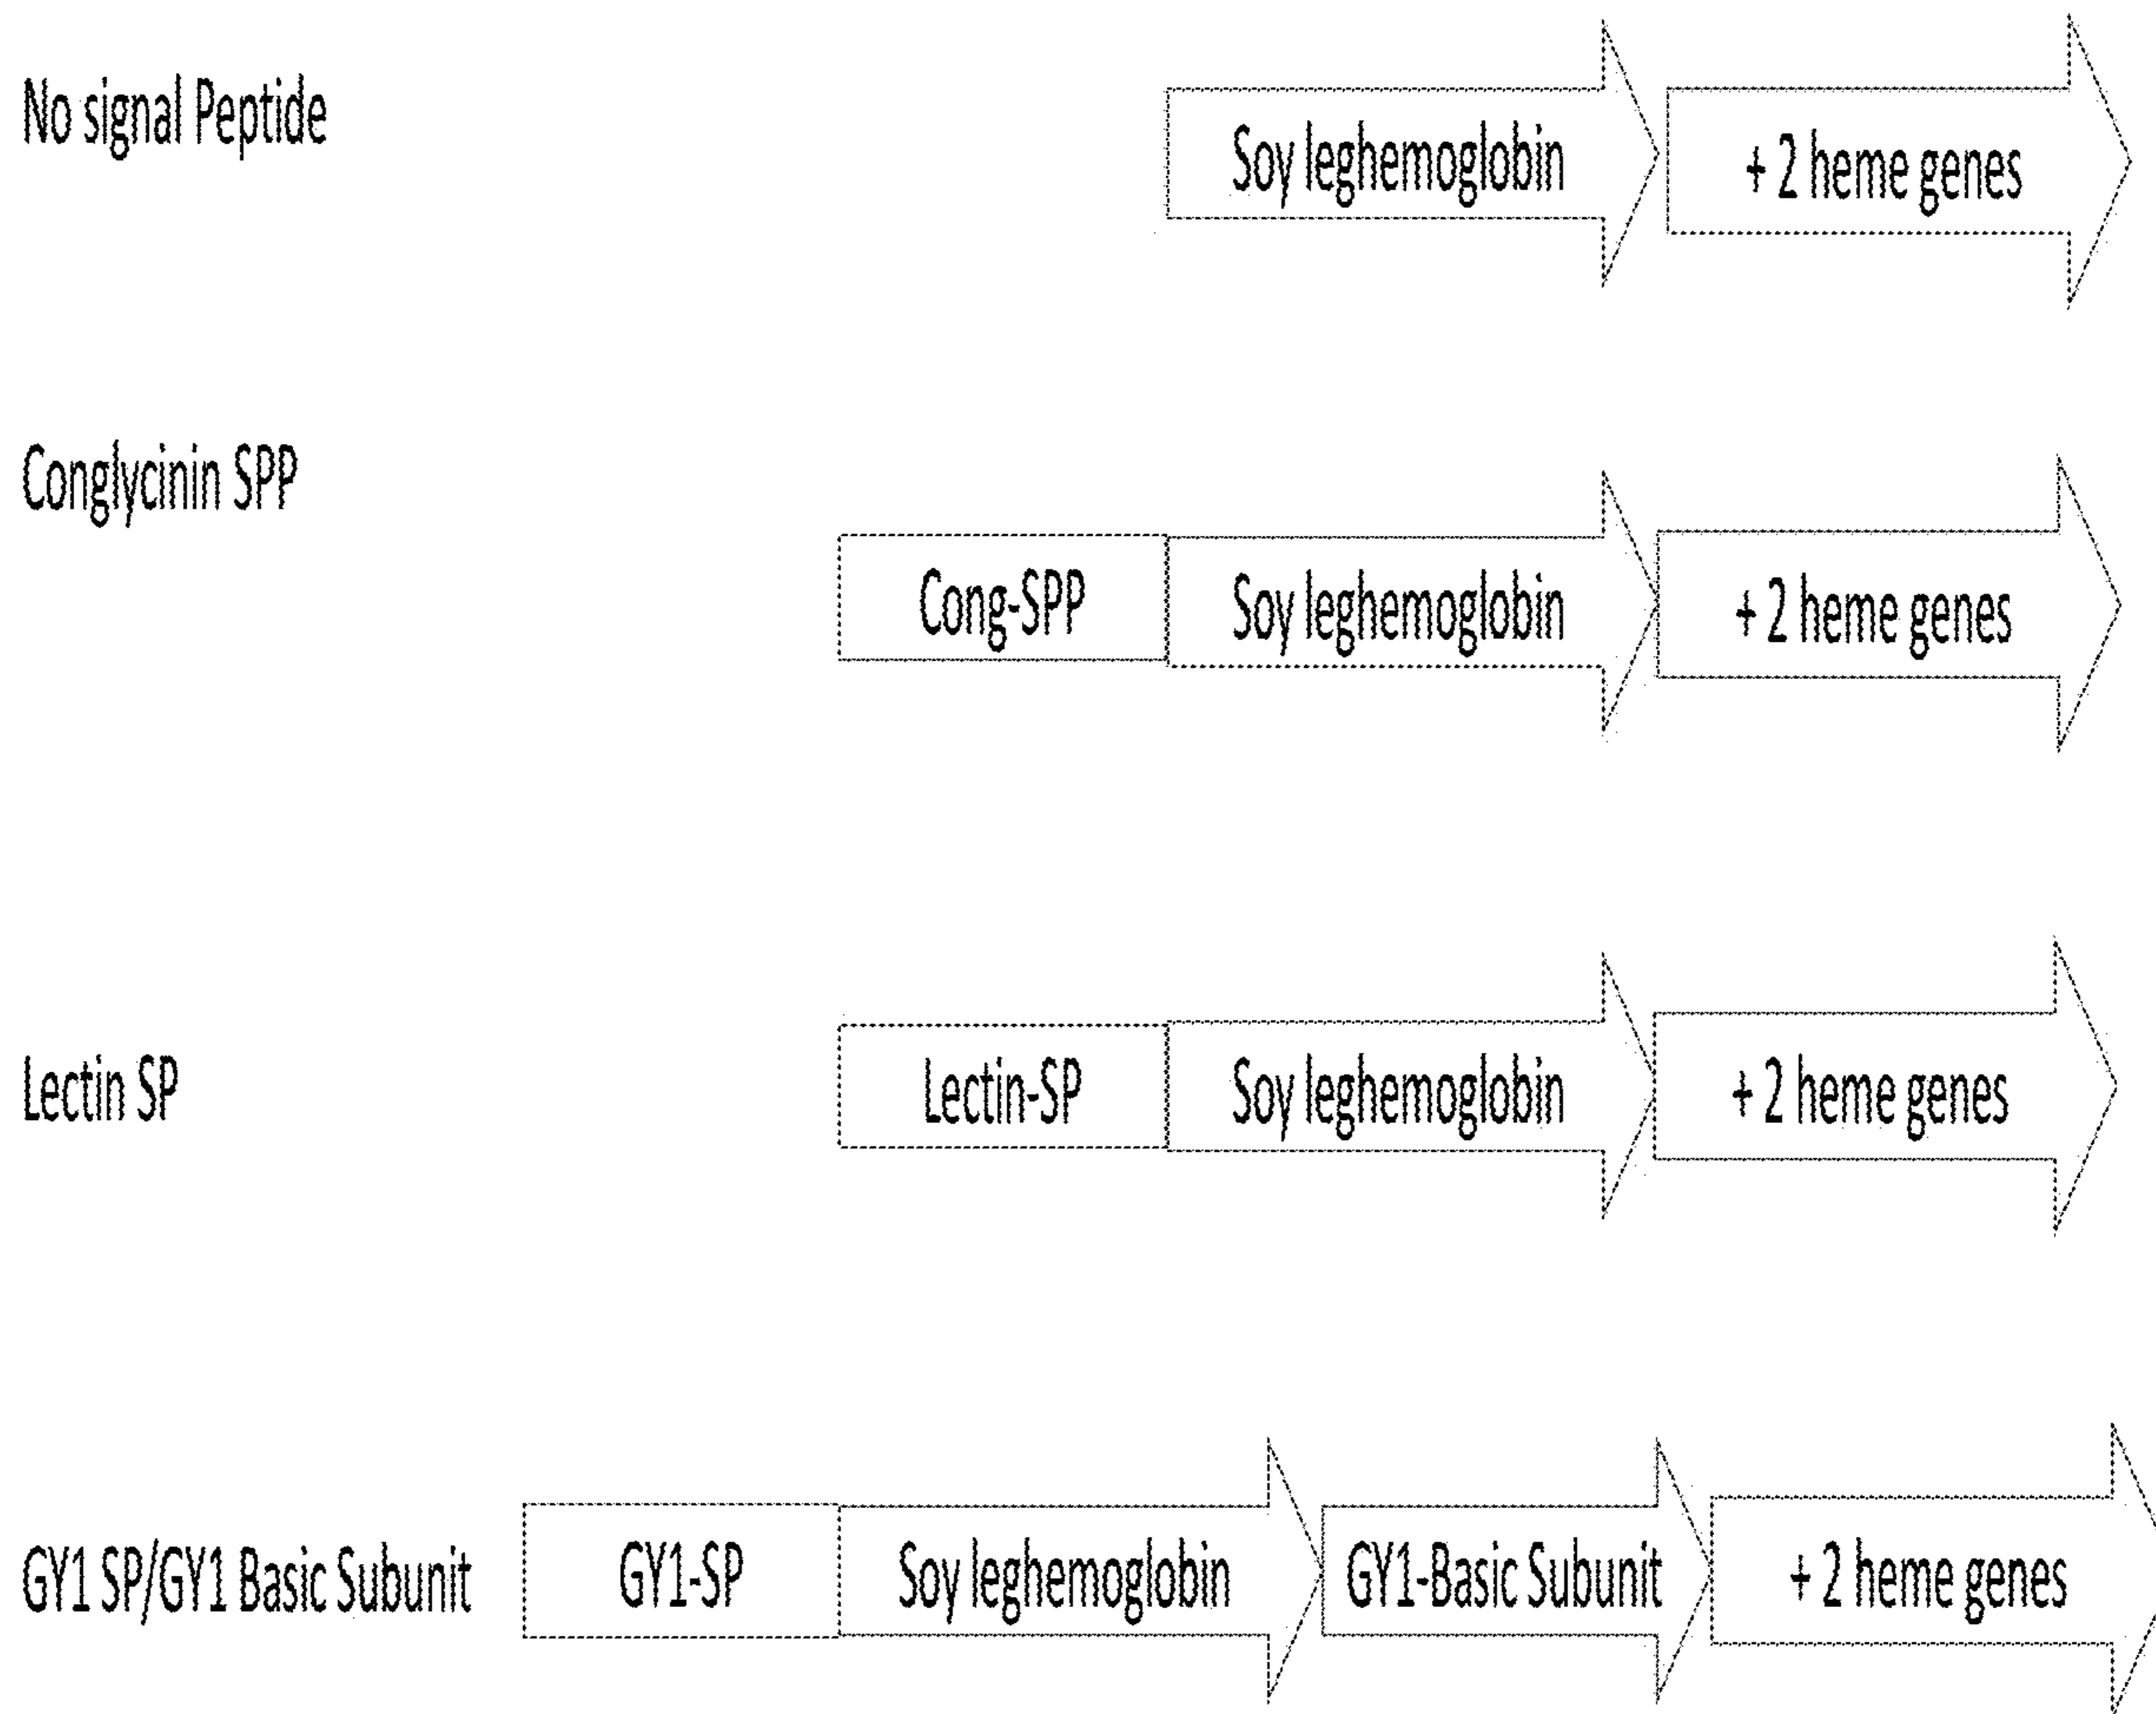 No signal Peptide
Soy leghemoglobin
+ 2 heme genes
Conglycinin SPP
Cong-SPP
Soy leghemoglobin
+ 2 heme genes
Lectin SP
Lectin-SP
Soy leghemoglobin
+ 2 heme genes
GY1 SP/GY1 Basic Subunit
GY1-SP
Soy leghemoglobin
GY1-Basic Subunit
+ 2 heme genes